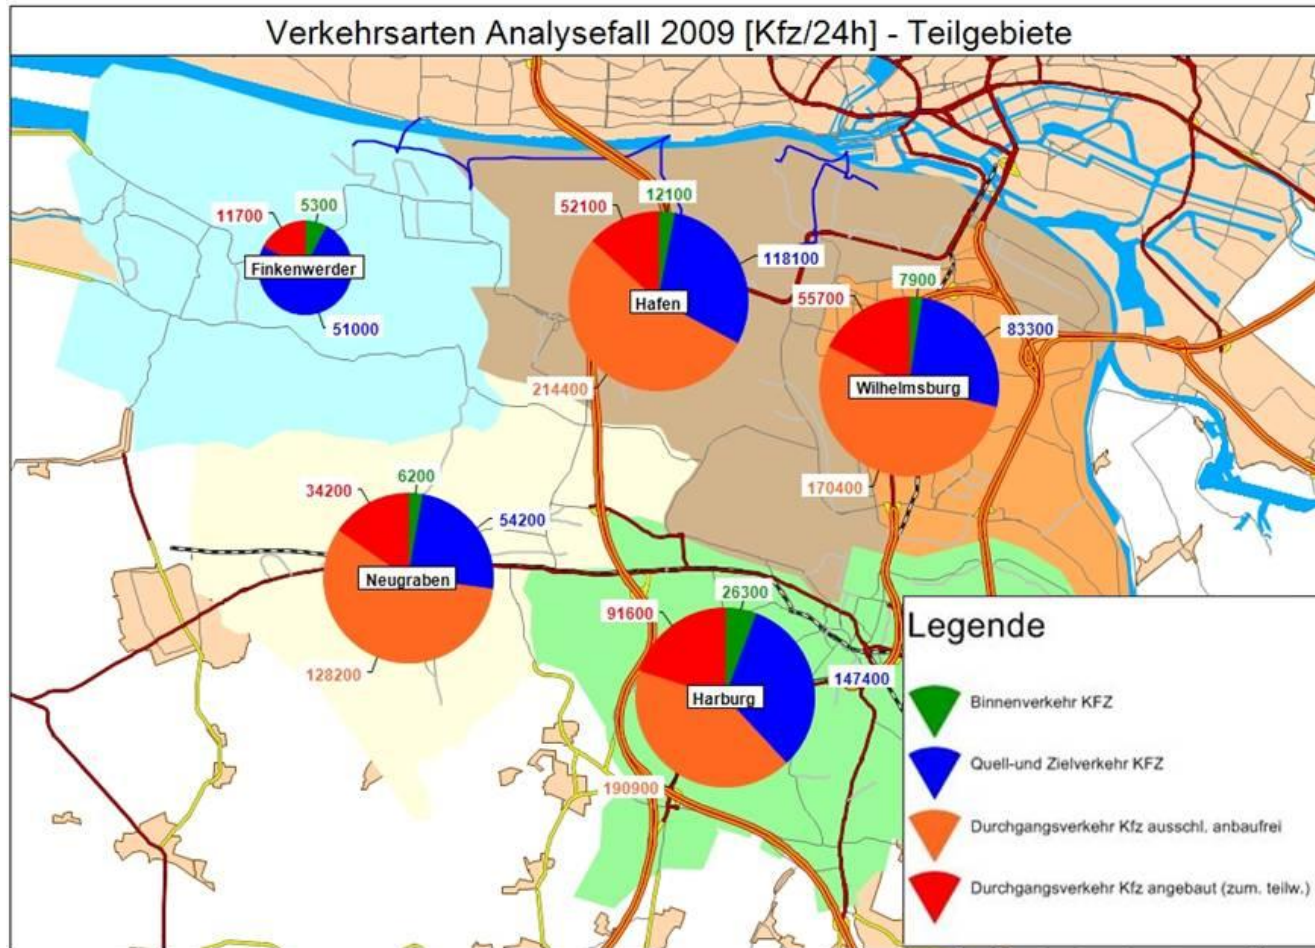 Verkehrsarten Analysefall 2009 [Kfz/24h] - Teilgebiete
11700
5300
Finkenwerder
51000
52100
12100
118100
Hafen
214400
55700
7900
83300
Wilhelmsburg
170400
34200
6200
54200
Neugraben
128200
91600
26300
147400
Harburg
190900
Legende
Binnenverkehr KFZ
Quell-und Zielverkehr KFZ
Durchgangsverkehr Kfz ausschl. anbaufrei
Durchgangsverkehr Kfz angebaut (zum. teilw.)